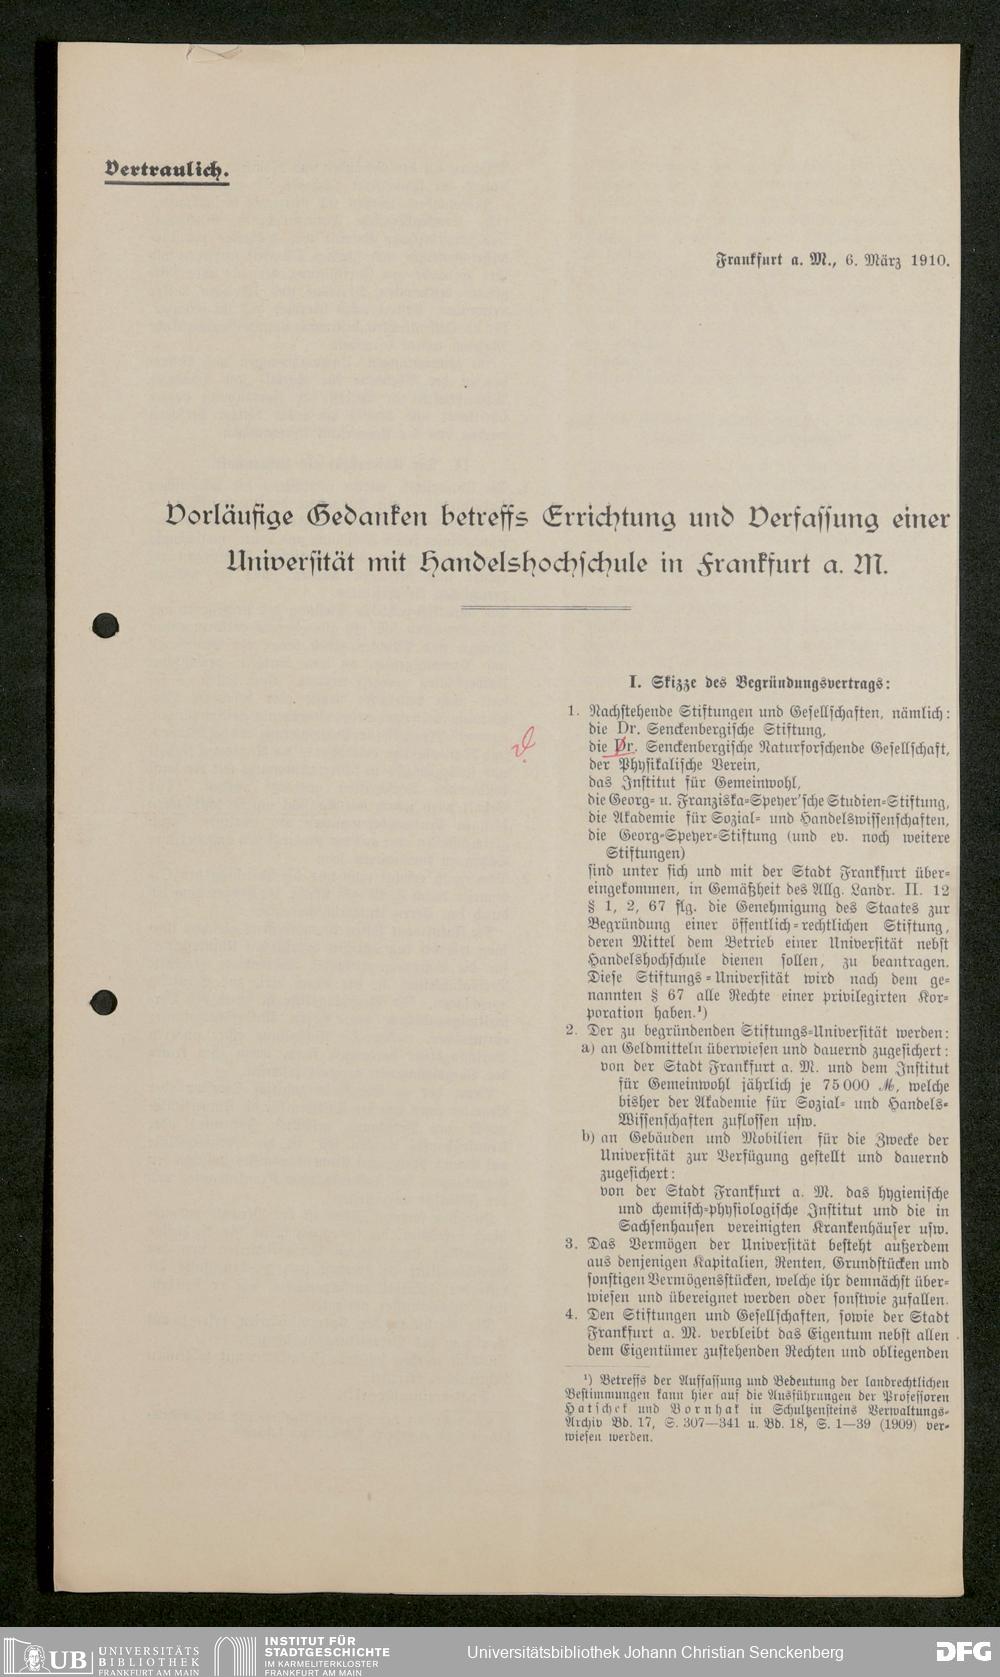 Vertraulich.
Frankfurt a. M., 6. März 1910.
Vorläufige Gedanken betreffs Errichtung und Verfassung einer
Universität mit Handelshochschule in Frankfurt a. M.
I. Skizze des Begründungsvertrags:
1. Nachstehende Stiftungen und Gesellschaften, nämlich:
die Dr. Senckenbergische Stiftung,
die Dr. Senckenbergische Naturforschende Gesellschaft,
der Physikalische Verein,
das Institut für Gemeinwohl,
die Georg- u. Franziska-Speyer'sche Studien-Stiftung,
die Akademie für Sozial- und Handelswissenschaften,
die Georg-Speyer-Stiftung (und ev. noch weitere
Stiftungen)
sind unter sich und mit der Stadt Frankfurt über-
eingekommen, in Gemäßheit des Allg. Landr. II. 12
§ 1, 2, 67 flg. die Genehmigung des Staates zur
Begründung einer öffentlich-rechtlichen Stiftung,
deren Mittel dem Betrieb einer Universität nebst
Handelshochschule dienen sollen, zu beantragen.
Diese Stiftungs-Universität wird nach dem ge-
nannten § 67 alle Rechte einer privilegirten Kor-
poration haben.¹)
2. Der zu begründenden Stiftungs-Universität werden:
a) an Geldmitteln überwiesen und dauernd zugesichert:
von der Stadt Frankfurt a. M. und dem Institut
für Gemeinwohl jährlich je 75 000 ℳ, welche
bisher der Akademie für Sozial- und Handels-
Wissenschaften zuflossen usw.
b) an Gebäuden und Mobilien für die Zwecke der
Universität zur Verfügung gestellt und dauernd
zugesichert:
von der Stadt Frankfurt a. M. das hygienische
und chemisch-physiologische Institut und die in
Sachsenhausen vereinigten Krankenhäuser usw.
3. Das Vermögen der Universität besteht außerdem
aus denjenigen Kapitalien, Renten, Grundstücken und
sonstigen Vermögensstücken, welche ihr demnächst über-
wiesen und übereignet werden oder sonstwie zufallen.
4. Den Stiftungen und Gesellschaften, sowie der Stadt
Frankfurt a. M. verbleibt das Eigentum nebst allen
dem Eigentümer zustehenden Rechten und obliegenden
¹) Betreffs der Auffassung und Bedeutung der landrechtlichen
Bestimmungen kann hier auf die Ausführungen der Professoren
Hatschek und Bornhak in Schultzensteins Verwaltungs-
Archiv Bd. 17, S. 307—341 u. Bd. 18, S. 1—39 (1909) ver-
wiesen werden.
UB UNIVERSITÄTS
BIBLIOTHEK
FRANKFURT AM MAIN
INSTITUT FÜR
STADTGESCHICHTE
IM KARMELITERKLOSTER
FRANKFURT AM MAIN
Universitätsbibliothek Johann Christian Senckenberg
DFG